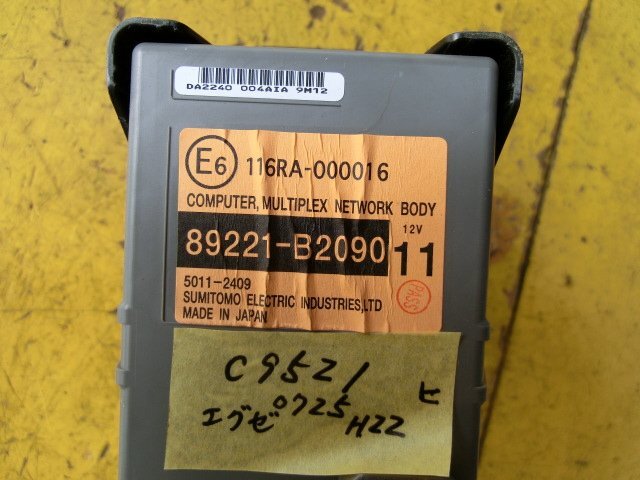 DA2240 004AIA 9M12
E6 116RA-000016
COMPUTER, MULTIPLEX NETWORK BODY
12V
89221-B2090 11
5011-2409
SUMITOMO ELECTRIC INDUSTRIES, LTD
MADE IN JAPAN
PASS
C9521 ヒ
エグゼ 0725 H22